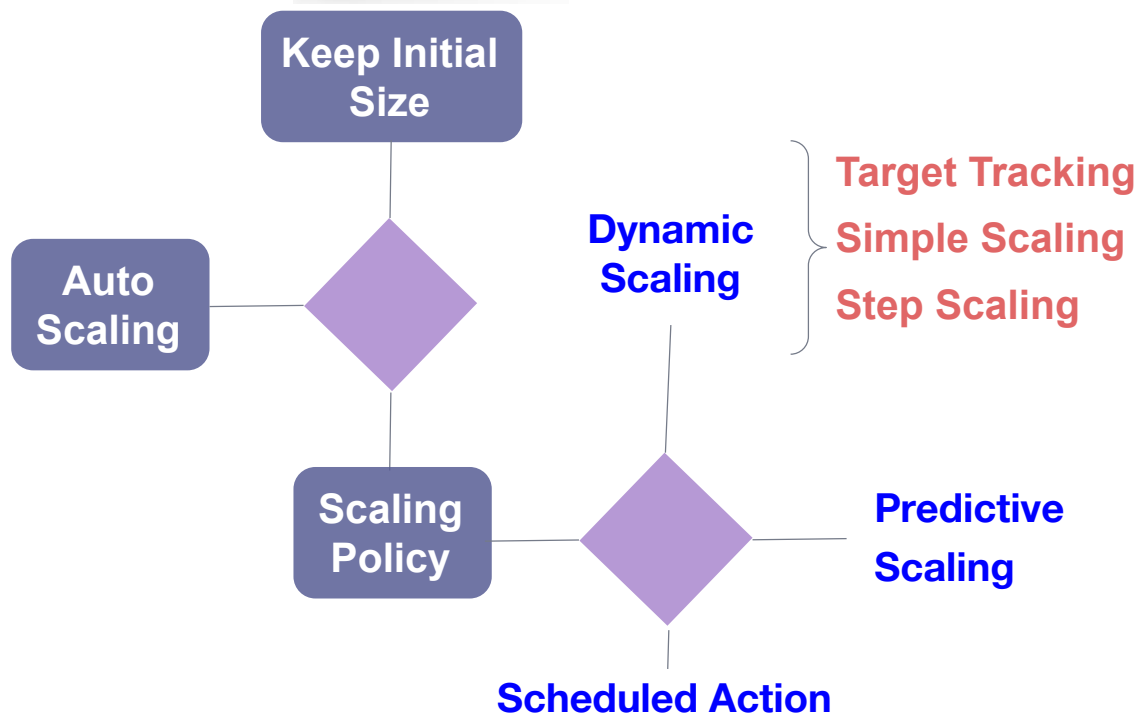 Keep Initial
Size
Auto
Scaling
Dynamic
Scaling
Target Tracking
Simple Scaling
Step Scaling
Scaling
Policy
Predictive
Scaling
Scheduled Action